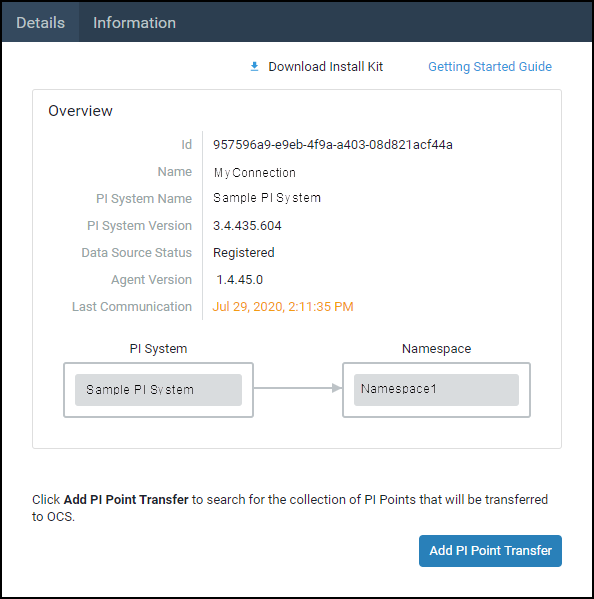 Details Information
Download Install Kit Getting Started Guide
Overview
Id 957596a9-e9eb-4f9a-a403-08d821acf44a
Name MyConnection
PI System Name Sample PI System
PI System Version 3.4.435.604
Data Source Status Registered
Agent Version 1.4.45.0
Last Communication Jul 29, 2020, 2:11:35 PM
PI System Namespace
Sample PI System Namespace1
Click Add PI Point Transfer to search for the collection of PI Points that will be transferred
to OCS.
Add PI Point Transfer